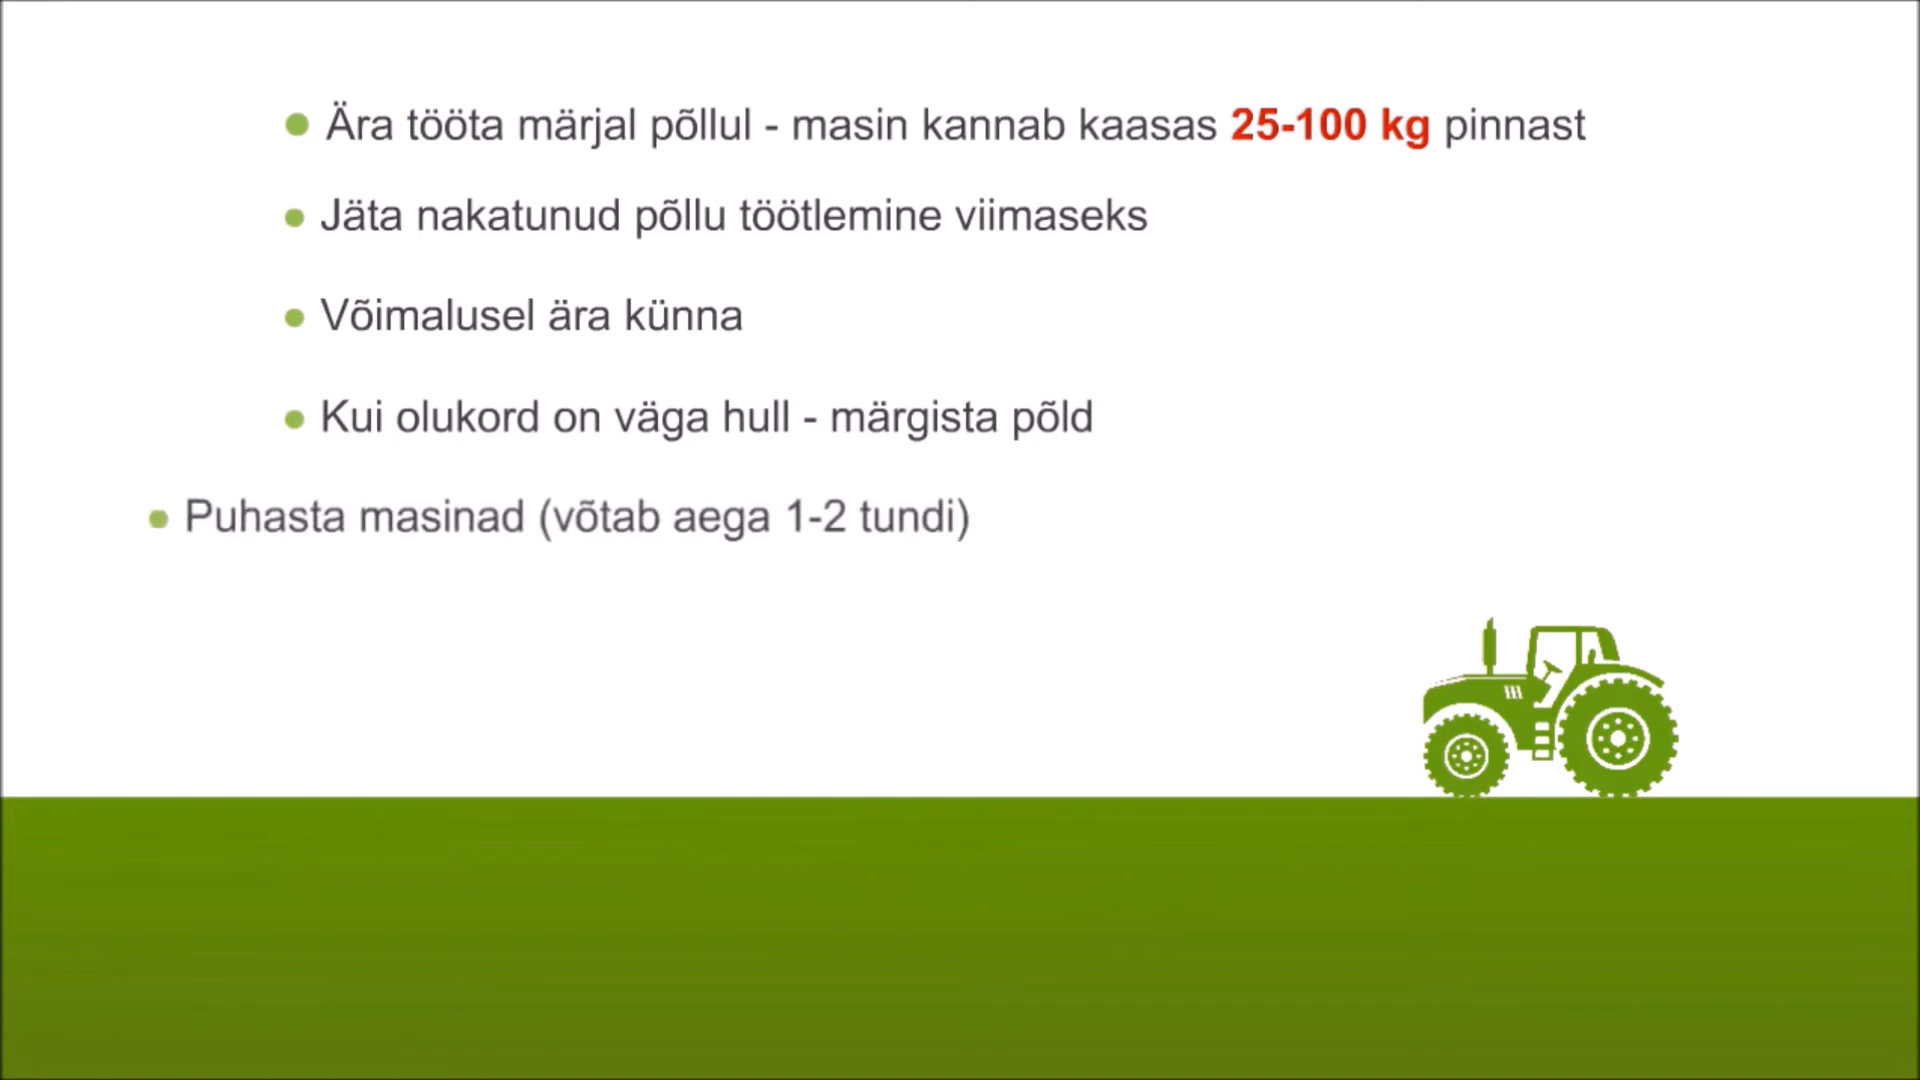 Ära tööta märjal põllul - masin kannab kaasas 25-100 kg pinnast
Jäta nakatunud põllu töötlemine viimaseks
Võimalusel ära künna
Kui olukord on väga hull - märgista põld
Puhasta masinad (võtab aega 1-2 tundi)